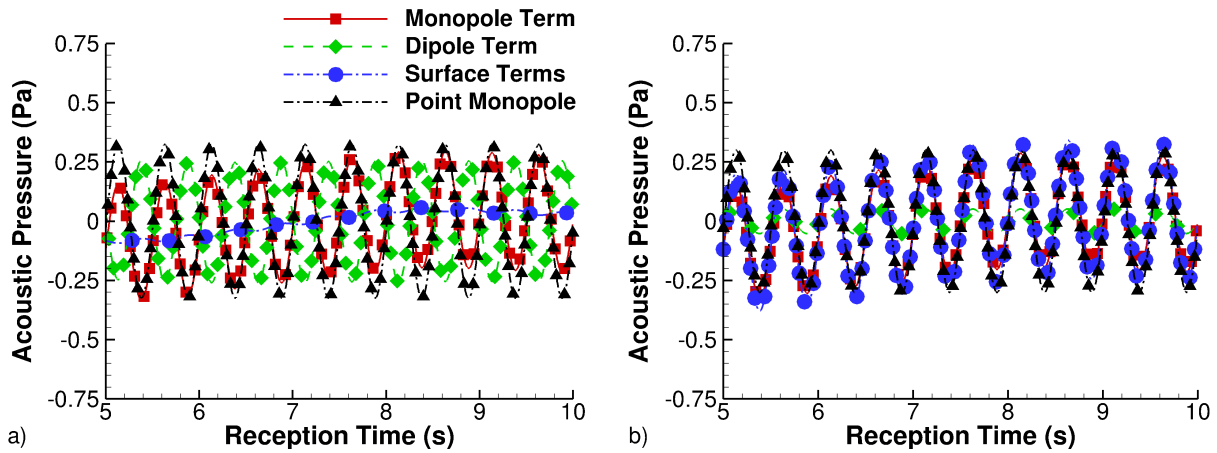 Monopole Term
Dipole Term
Surface Terms
Point Monopole
Acoustic Pressure (Pa)
0.75
0.5
0.25
0
-0.25
-0.5
-0.75
5 6 7 8 9 10
Reception Time (s)
a)
Acoustic Pressure (Pa)
0.75
0.5
0.25
0
-0.25
-0.5
-0.75
5 6 7 8 9 10
Reception Time (s)
b)